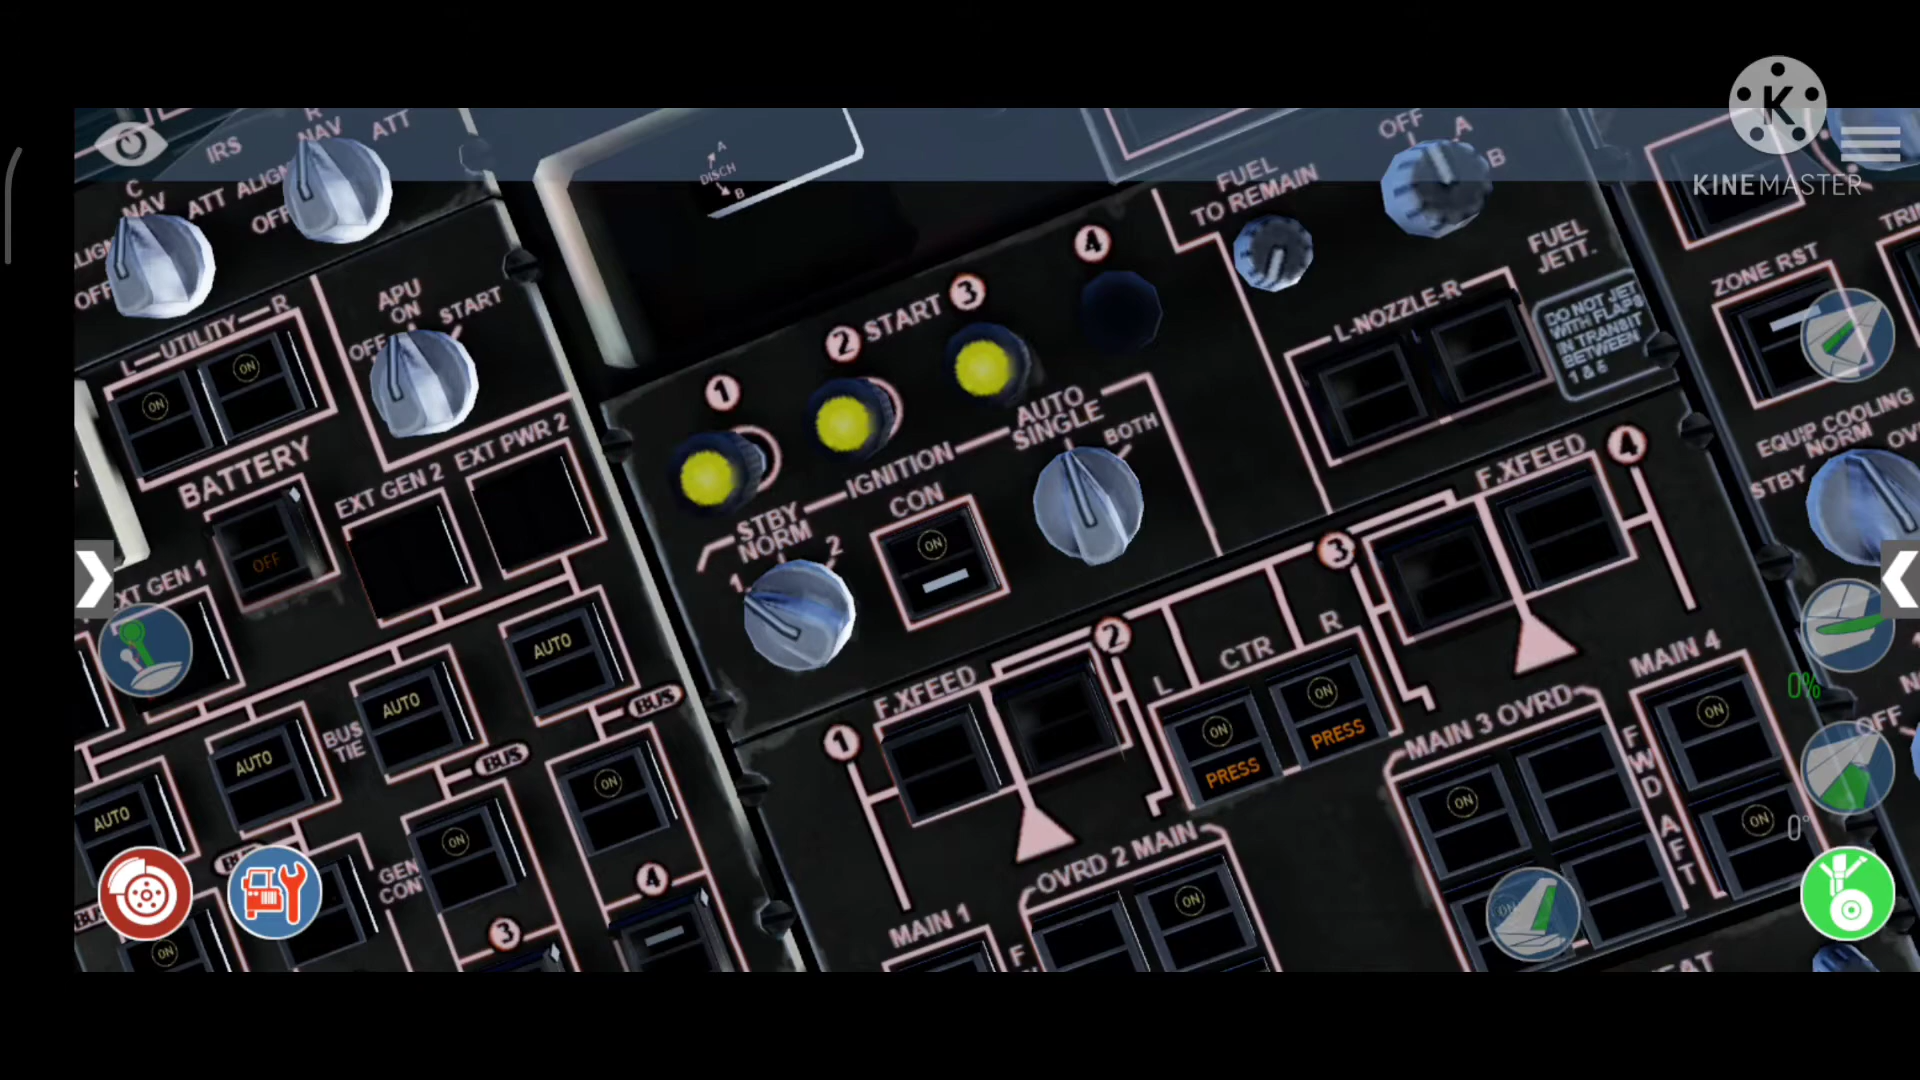 KINEMASTER
IRS
R
NAV
ATT
C
NAV
ATT
ALIGN
OFF
OFF
A
DISCH
B
OFF
A
B
FUEL
TO REMAIN
FUEL
JETT.
L-NOZZLE-R
DO NOT JET
WITH FLAPS
IN TRANSIT
BETWEEN
ZONE RST
L UTILITY R
ON
ON
APU
ON
OFF
START
BATTERY
OFF
EXT GEN 2
EXT PWR 2
XT GEN 1
1
2 START 3
4
IGNITION
AUTO
SINGLE
BOTH
STBY
NORM
1
2
CON
ON
EQUIP COOLING
NORM
STBY
F.XFEED
4
3
AUTO
AUTO
AUTO
AUTO
BUS
TIE
BUS
BUS
F.XFEED
1
2
L
CTR
R
ON
PRESS
ON
PRESS
MAIN 3 OVRD
MAIN 4
FWD
AFT
ON
ON
ON
OFF
0%
0°
ON
ON
GEN
CON
4
3
ON
OVRD 2 MAIN
MAIN 1
ON